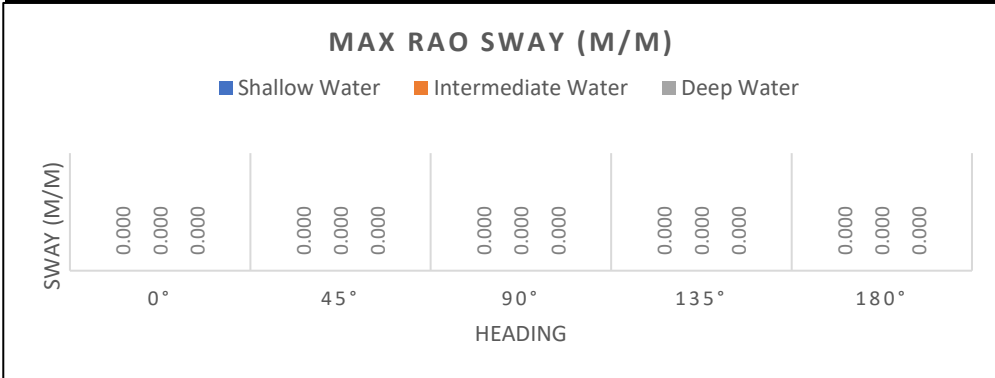 MAX RAO SWAY (M/M)
Shallow Water Intermediate Water Deep Water
SWAY (M/M)
0.000 0.000 0.000 0.000 0.000 0.000 0.000 0.000 0.000 0.000 0.000 0.000 0.000 0.000 0.000
0° 45° 90° 135° 180°
HEADING